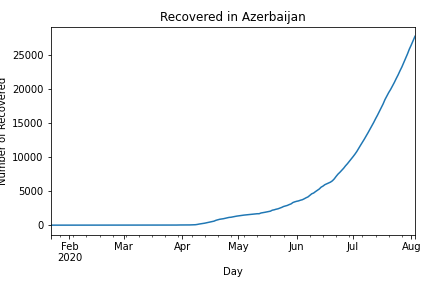 Recovered in Azerbaijan
Number of Recovered
25000
20000
15000
10000
5000
0
Feb Mar Apr May Jun Jul Aug
2020
Day